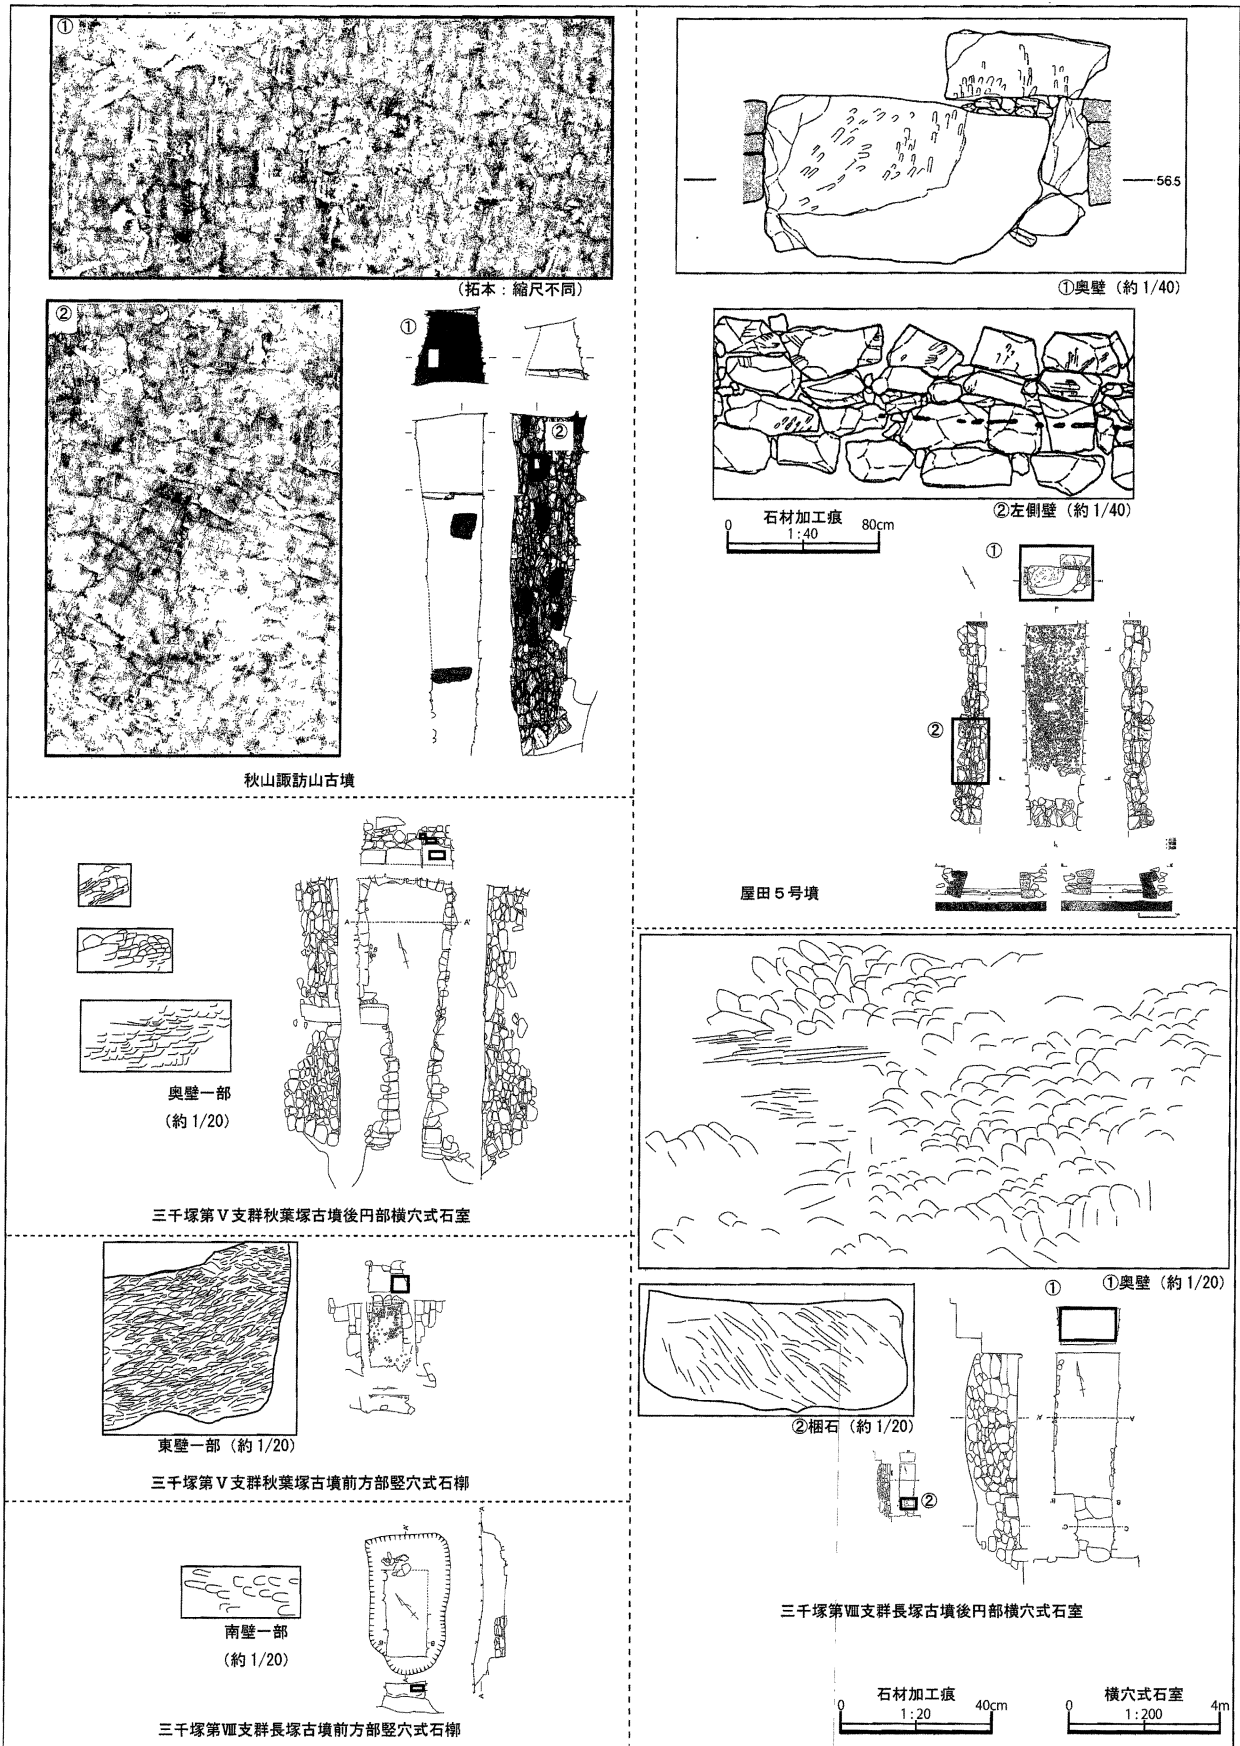 ①
(拓本：縮尺不同)
②
①
②
秋山諏訪山古墳
56.5
①奥壁 (約 1/40)
②左側壁 (約 1/40)
0 石材加工痕 80cm
1:40
①
②
屋田５号墳
A A'
奥壁一部
(約 1/20)
三千塚第Ⅴ支群秋葉塚古墳後円部横穴式石室
東壁一部 (約 1/20)
三千塚第Ⅴ支群秋葉塚古墳前方部竪穴式石槨
南壁一部
(約 1/20)
三千塚第Ⅷ支群長塚古墳前方部竪穴式石槨
①奥壁 (約 1/20)
①
②梱石 (約 1/20)
②
三千塚第Ⅷ支群長塚古墳後円部横穴式石室
0 石材加工痕 40cm
1:20
0 横穴式石室 4m
1:200